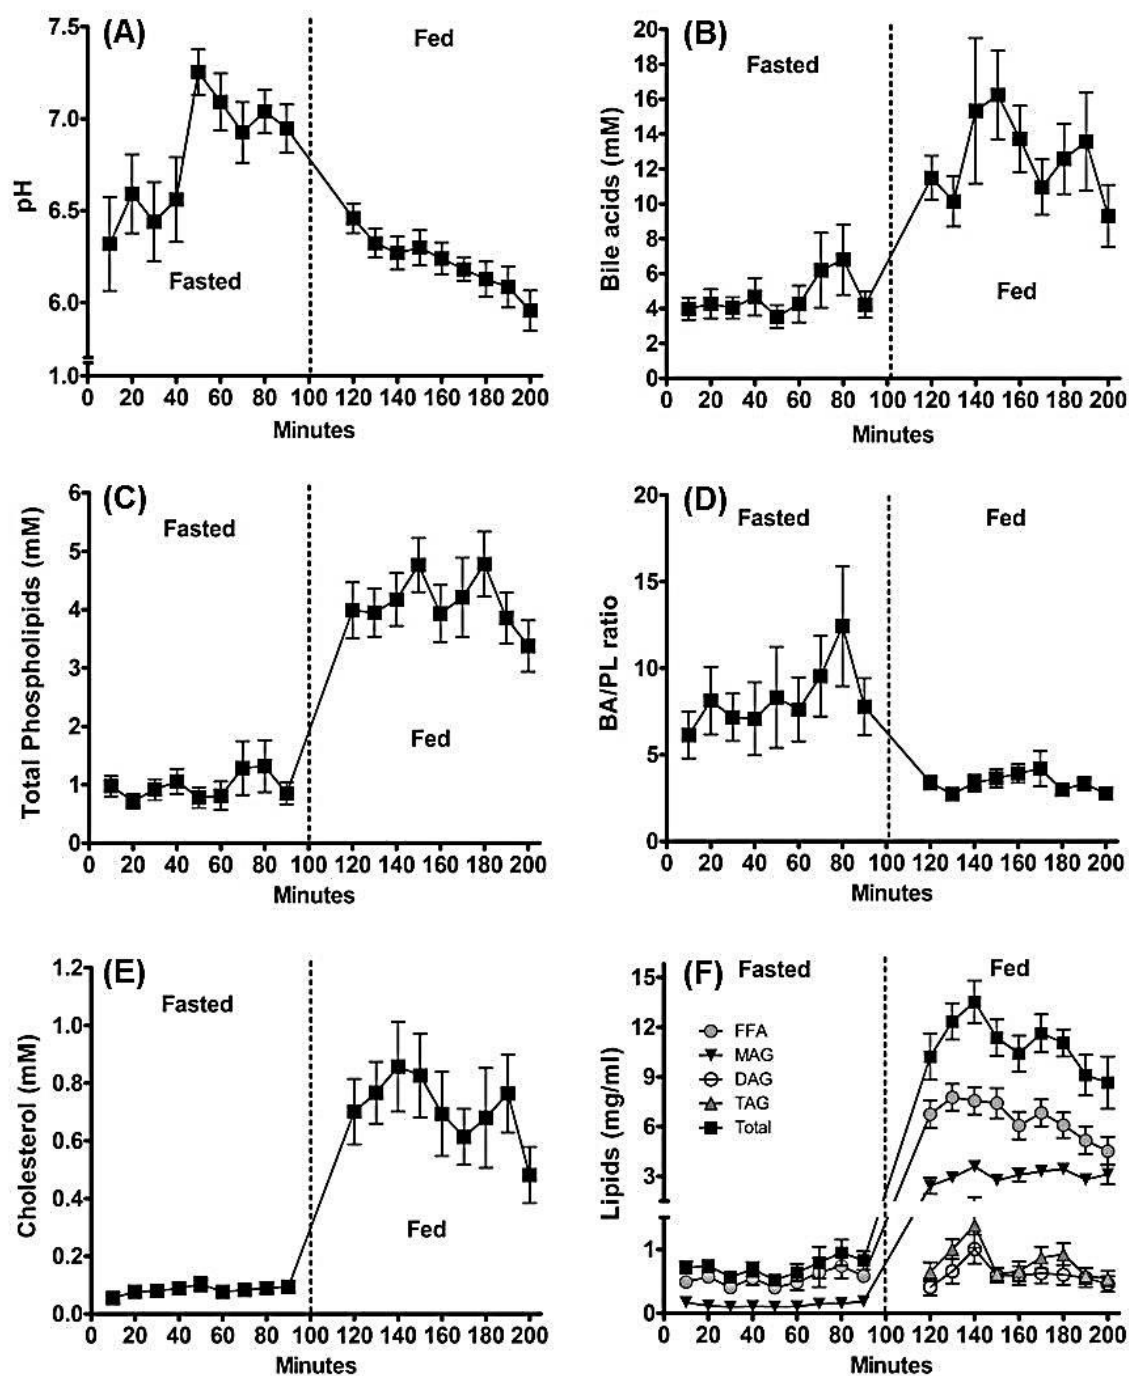 (A)
Fed
Fasted
pH
7.5
7.0
6.5
6.0
1.0
0 20 40 60 80 100 120 140 160 180 200
Minutes
(B)
Fasted
Fed
Bile acids (mM)
20
18
16
14
12
10
8
6
4
2
0
0 20 40 60 80 100 120 140 160 180 200
Minutes
(C)
Fasted
Fed
Total Phospholipids (mM)
6
5
4
3
2
1
0
0 20 40 60 80 100 120 140 160 180 200
Minutes
(D)
Fasted
Fed
BA/PL ratio
20
15
10
5
0
0 20 40 60 80 100 120 140 160 180 200
Minutes
(E)
Fasted
Fed
Cholesterol (mM)
1.2
1.0
0.8
0.6
0.4
0.2
0.0
0 20 40 60 80 100 120 140 160 180 200
Minutes
(F)
Fasted
Fed
FFA
MAG
DAG
TAG
Total
Lipids (mg/ml)
15
12
9
6
3
1
0
0 20 40 60 80 100 120 140 160 180 200
Minutes